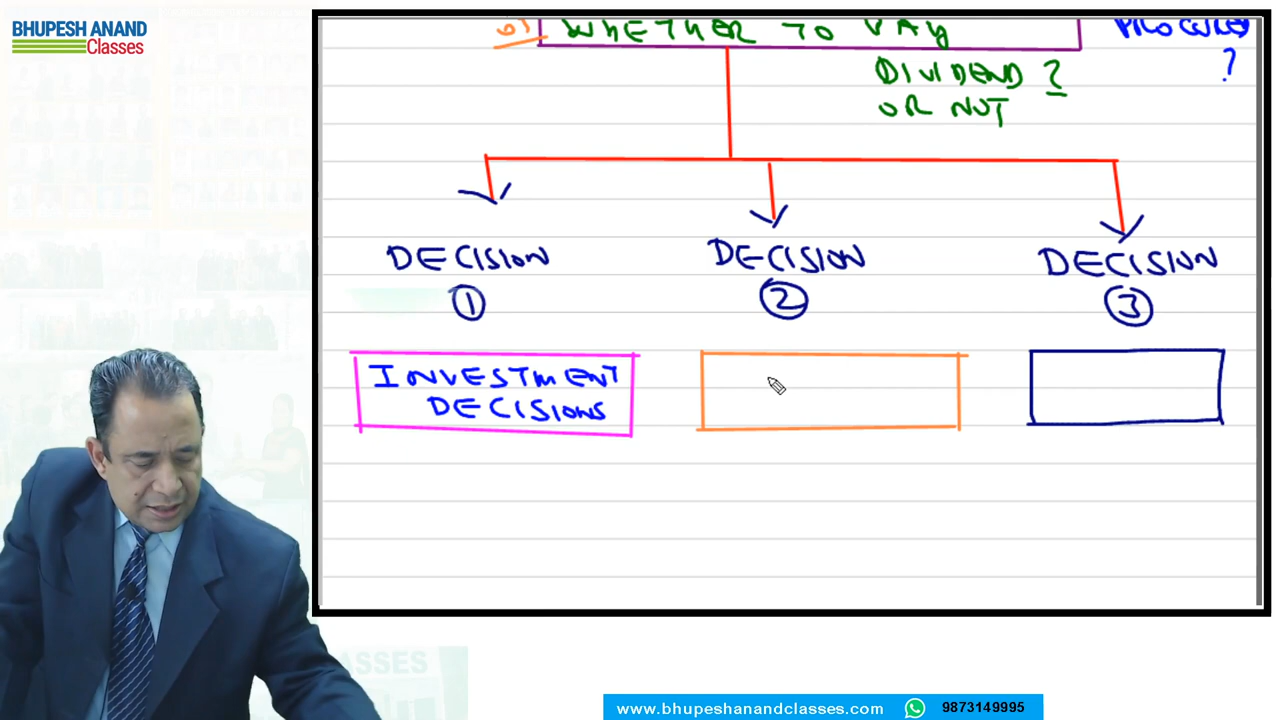 BHUPESH ANAND
Classes
WHETHER TO PAY
DIVIDEND ?
OR NOT
?
DECISION
1
DECISION
2
DECISION
3
INVESTMENT
DECISIONS
www.bhupeshanandclasses.com
9873149995